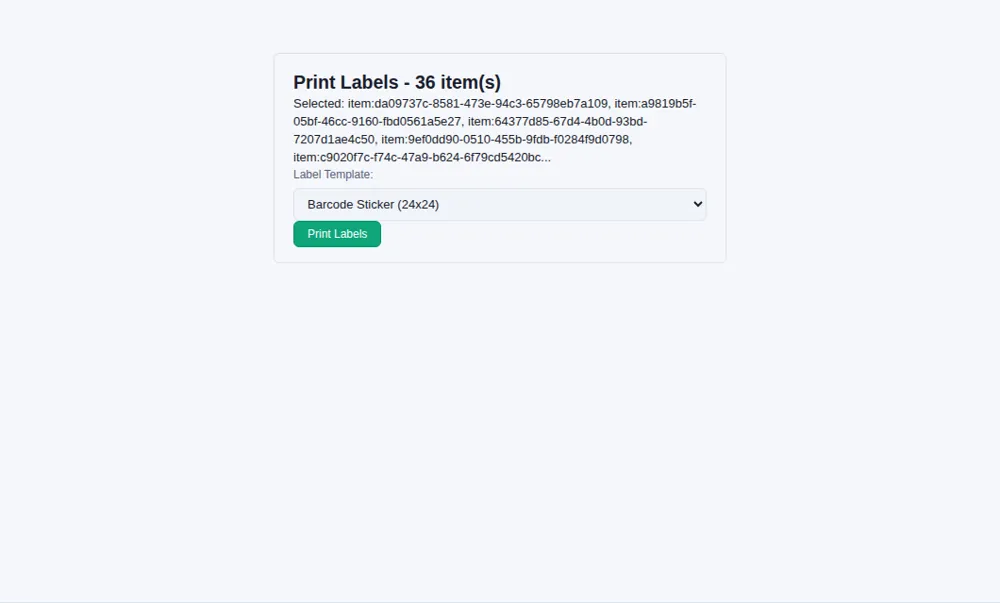 Print Labels - 36 item(s)
Selected: item:da09737c-8581-473e-94c3-65798eb7a109, item:a9819b5f-
05bf-46cc-9160-fbd0561a5e27, item:64377d85-67d4-4b0d-93bd-
7207d1ae4c50, item:9ef0dd90-0510-455b-9fdb-f0284f9d0798,
item:c9020f7c-f74c-47a9-b624-6f79cd5420bc...
Label Template:
Barcode Sticker (24x24)
Print Labels